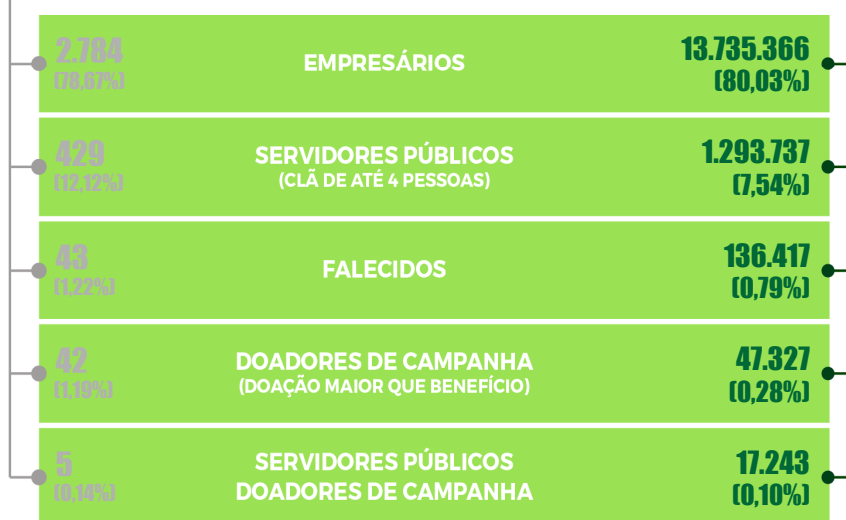 2.784
(78,67%)
EMPRESÁRIOS
13.735.366
(80,03%)
429
(12,12%)
SERVIDORES PÚBLICOS
(CLÃ DE ATÉ 4 PESSOAS)
1.293.737
(7,54%)
43
(1,22%)
FALECIDOS
136.417
(0,79%)
42
(1,19%)
DOADORES DE CAMPANHA
(DOAÇÃO MAIOR QUE BENEFÍCIO)
47.327
(0,28%)
5
(0,14%)
SERVIDORES PÚBLICOS
DOADORES DE CAMPANHA
17.243
(0,10%)